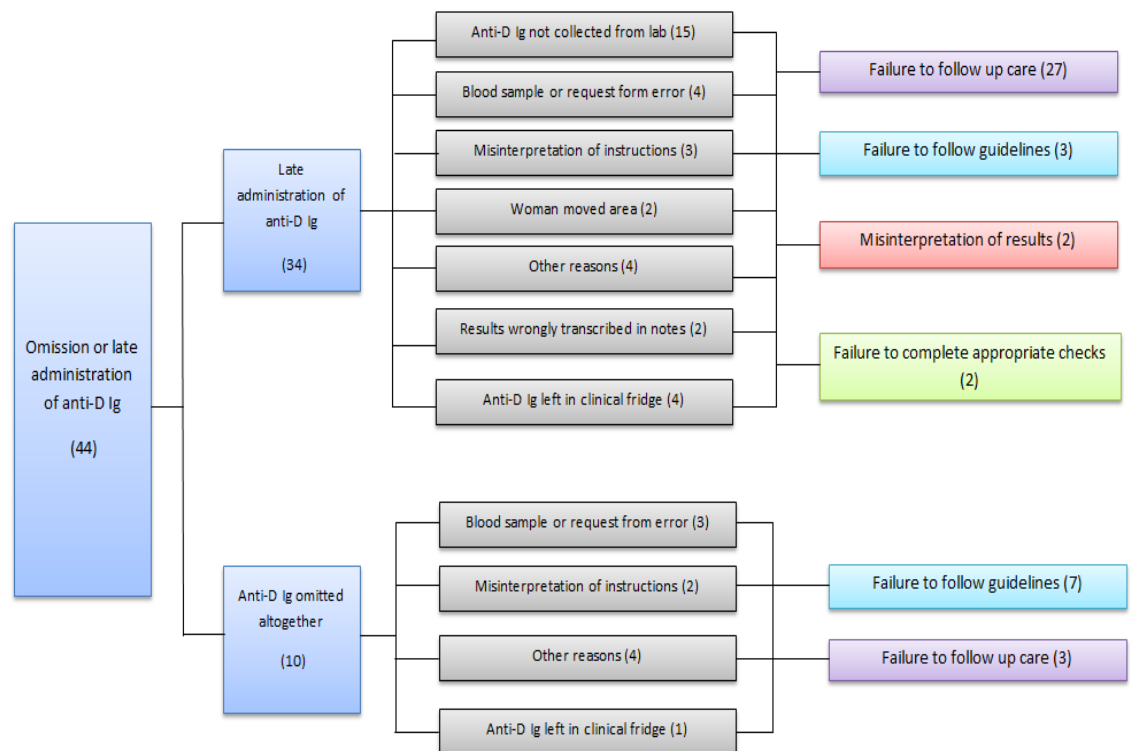 Omission or late
administration
of anti-D Ig
(44)
Late
administration of
anti-D Ig
(34)
Anti-D Ig not collected from lab (15)
Blood sample or request form error (4)
Misinterpretation of instructions (3)
Woman moved area (2)
Other reasons (4)
Results wrongly transcribed in notes (2)
Anti-D Ig left in clinical fridge (4)
Failure to follow up care (27)
Failure to follow guidelines (3)
Misinterpretation of results (2)
Failure to complete appropriate checks
(2)
Anti-D Ig omitted
altogether
(10)
Blood sample or request from error (3)
Misinterpretation of instructions (2)
Other reasons (4)
Anti-D Ig left in clinical fridge (1)
Failure to follow guidelines (7)
Failure to follow up care (3)